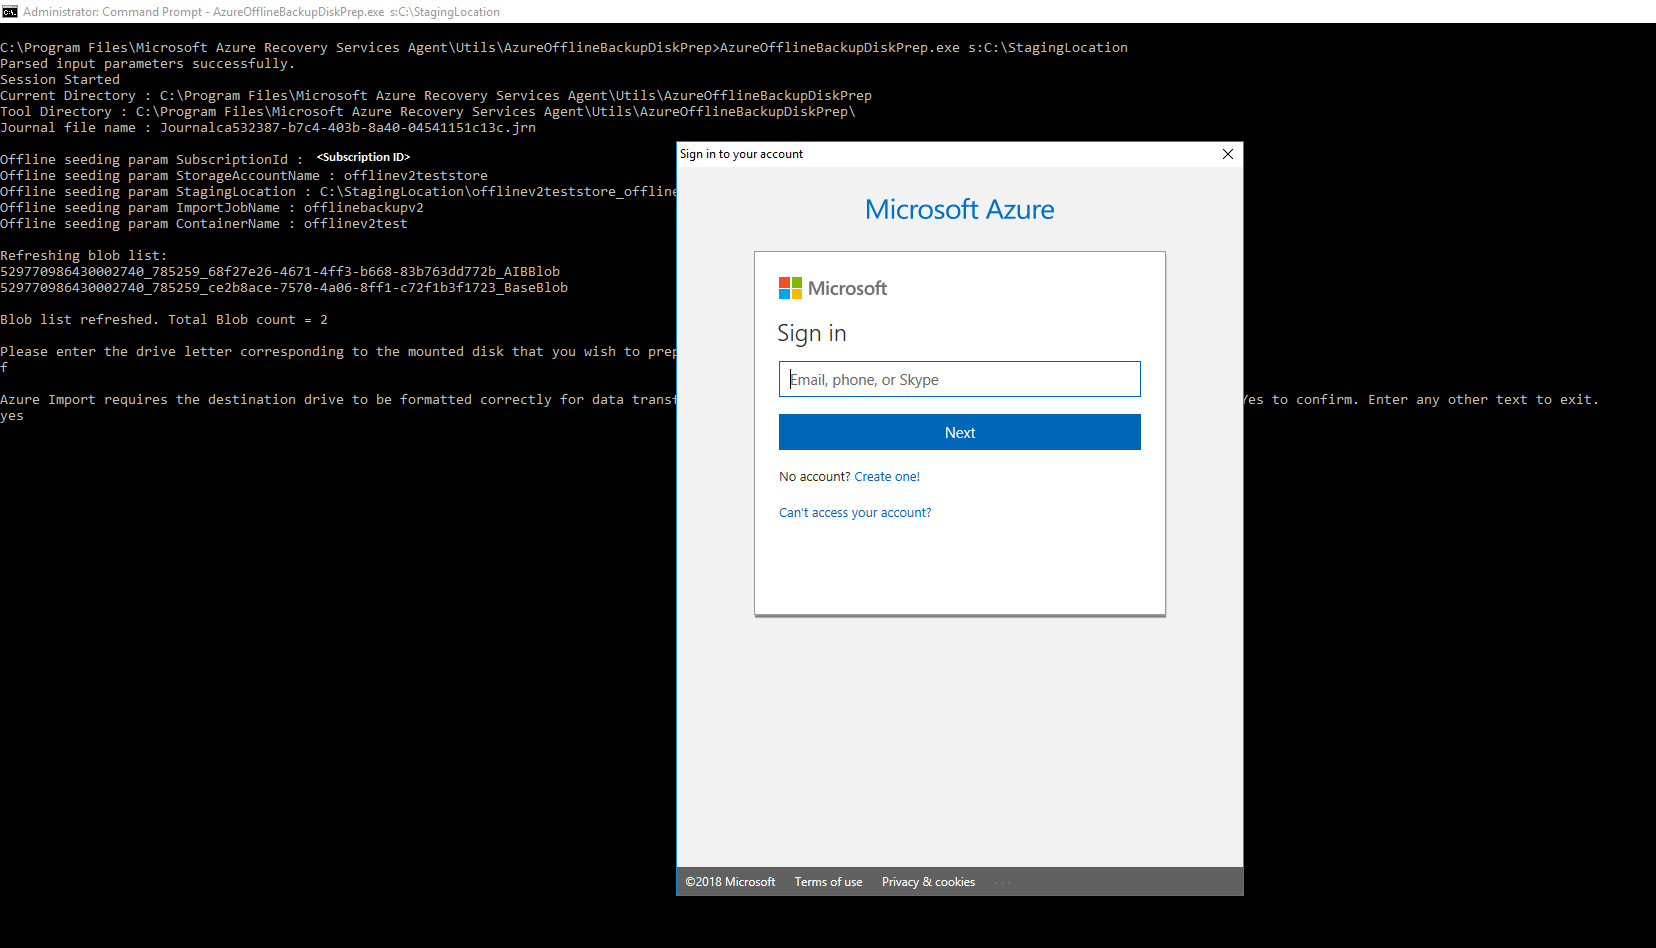 Administrator: Command Prompt - AzureOfflineBackupDiskPrep.exe s:C:\StagingLocation
C:\Program Files\Microsoft Azure Recovery Services Agent\Utils\AzureOfflineBackupDiskPrep>AzureOfflineBackupDiskPrep.exe s:C:\StagingLocation
Parsed input parameters successfully.
Session Started
Current Directory : C:\Program Files\Microsoft Azure Recovery Services Agent\Utils\AzureOfflineBackupDiskPrep
Tool Directory : C:\Program Files\Microsoft Azure Recovery Services Agent\Utils\AzureOfflineBackupDiskPrep\
Journal file name : Journalca532387-b7c4-403b-8a40-04541151c13c.jrn
Offline seeding param SubscriptionId : <Subscription ID>
Offline seeding param StorageAccountName : offlinev2teststore
Offline seeding param StagingLocation : C:\StagingLocation\offlinev2teststore_offline
Offline seeding param ImportJobName : offlinebackupv2
Offline seeding param ContainerName : offlinev2test
Refreshing blob list:
529770986430002740_785259_68f27e26-4671-4ff3-b668-83b763dd772b_AIBBlob
529770986430002740_785259_ce2b8ace-7570-4a06-8ff1-c72f1b3f1723_BaseBlob
Blob list refreshed. Total Blob count = 2
Please enter the drive letter corresponding to the mounted disk that you wish to prep
f
Azure Import requires the destination drive to be formatted correctly for data transf Yes to confirm. Enter any other text to exit.
yes
Sign in to your account
Microsoft Azure
Microsoft
Sign in
Email, phone, or Skype
Next
No account? Create one!
Can't access your account?
©2018 Microsoft Terms of use Privacy & cookies ...